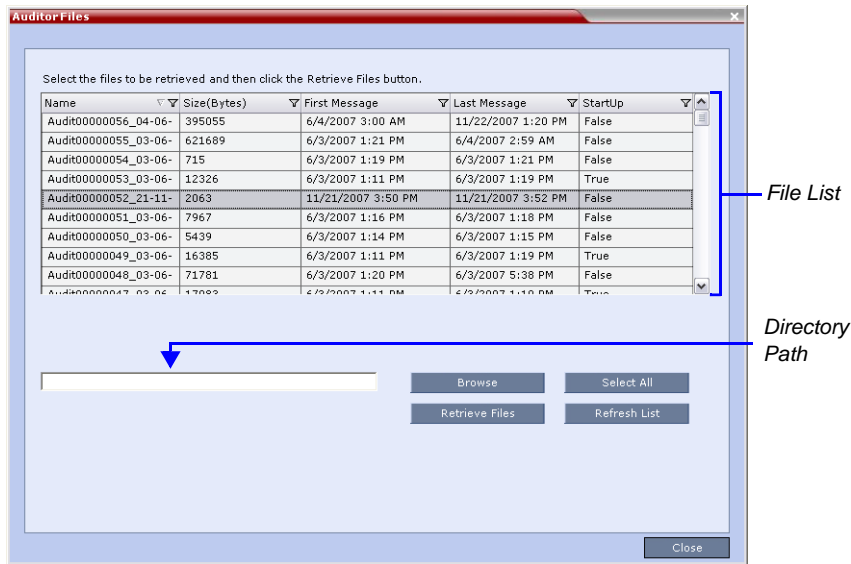 Auditor Files
Select the files to be retrieved and then click the Retrieve Files button.
Name Size(Bytes) First Message Last Message StartUp
Audit00000056_04-06- 395055 6/4/2007 3:00 AM 11/22/2007 1:20 PM False
Audit00000055_03-06- 621689 6/3/2007 1:21 PM 6/4/2007 2:59 AM False
Audit00000054_03-06- 715 6/3/2007 1:19 PM 6/3/2007 1:21 PM False
Audit00000053_03-06- 12326 6/3/2007 1:11 PM 6/3/2007 1:19 PM True
Audit00000052_21-11- 2063 11/21/2007 3:50 PM 11/21/2007 3:52 PM False
Audit00000051_03-06- 7967 6/3/2007 1:16 PM 6/3/2007 1:18 PM False
Audit00000050_03-06- 5439 6/3/2007 1:14 PM 6/3/2007 1:15 PM False
Audit00000049_03-06- 16385 6/3/2007 1:11 PM 6/3/2007 1:19 PM True
Audit00000048_03-06- 71781 6/3/2007 1:20 PM 6/3/2007 5:38 PM False
File List
Directory
Path
Browse Select All
Retrieve Files Refresh List
Close